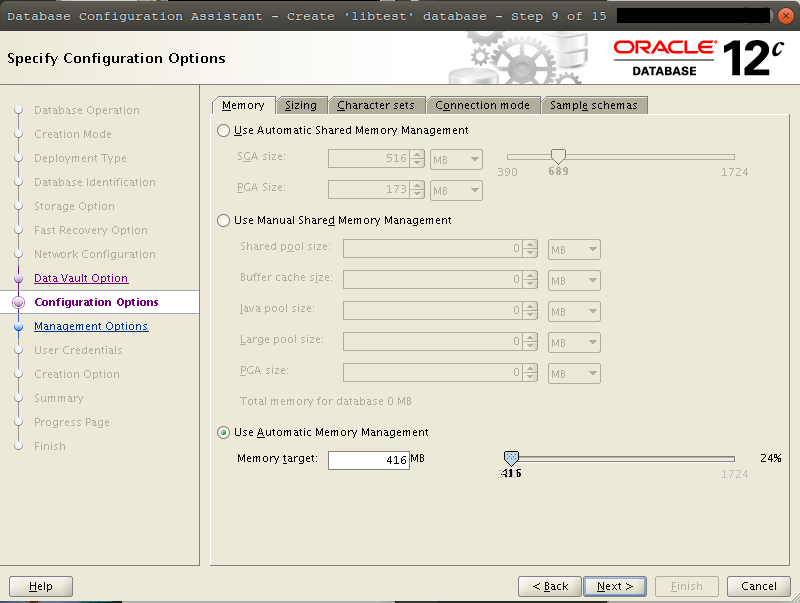 Database Configuration Assistant - Create 'libtest' database - Step 9 of 15
Specify Configuration Options
ORACLE®
DATABASE
12c
Database Operation
Creation Mode
Deployment Type
Database Identification
Storage Option
Fast Recovery Option
Network Configuration
Data Vault Option
Configuration Options
Management Options
User Credentials
Creation Option
Summary
Progress Page
Finish
Memory Sizing Character sets Connection mode Sample schemas
Use Automatic Shared Memory Management
SGA size: 516 MB
PGA Size: 173 MB
390 689 1724
Use Manual Shared Memory Management
Shared pool size: 0 MB
Buffer cache size: 0 MB
Java pool size: 0 MB
Large pool size: 0 MB
PGA size: 0 MB
Total memory for database 0 MB
Use Automatic Memory Management
Memory target: 416 MB 24%
1724
Help < Back Next > Finish Cancel